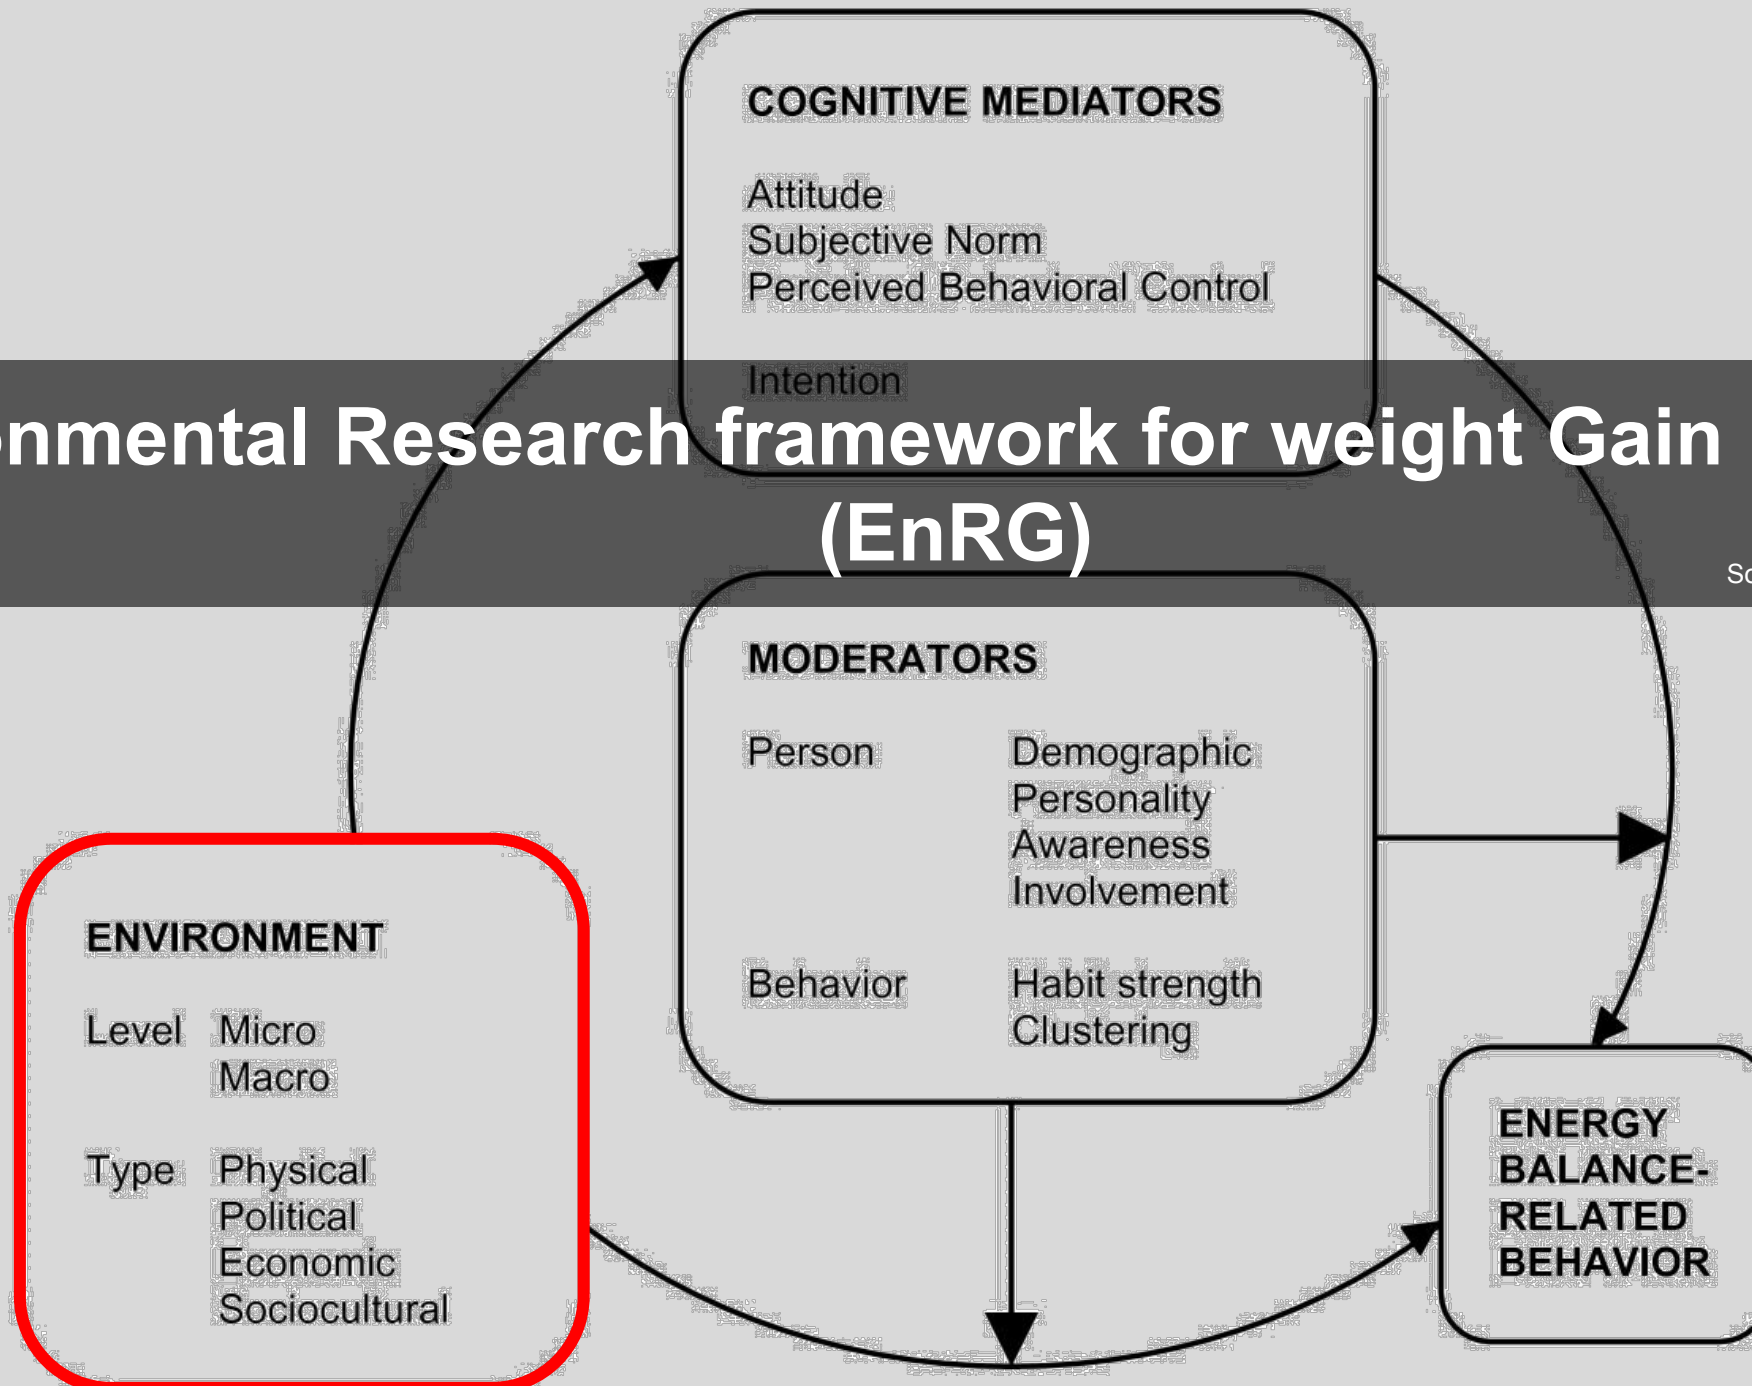 COGNITIVE MEDIATORS
Attitude
Subjective Norm
Perceived Behavioral Control
Intention
Research framework for weight Gain
(EnRG)
MODERATORS
Person Demographic
Personality
Awareness
Involvement
Behavior Habit strength
Clustering
ENVIRONMENT
Level Micro
Macro
Type Physical
Political
Economic
Sociocultural
ENERGY
BALANCE-
RELATED
BEHAVIOR